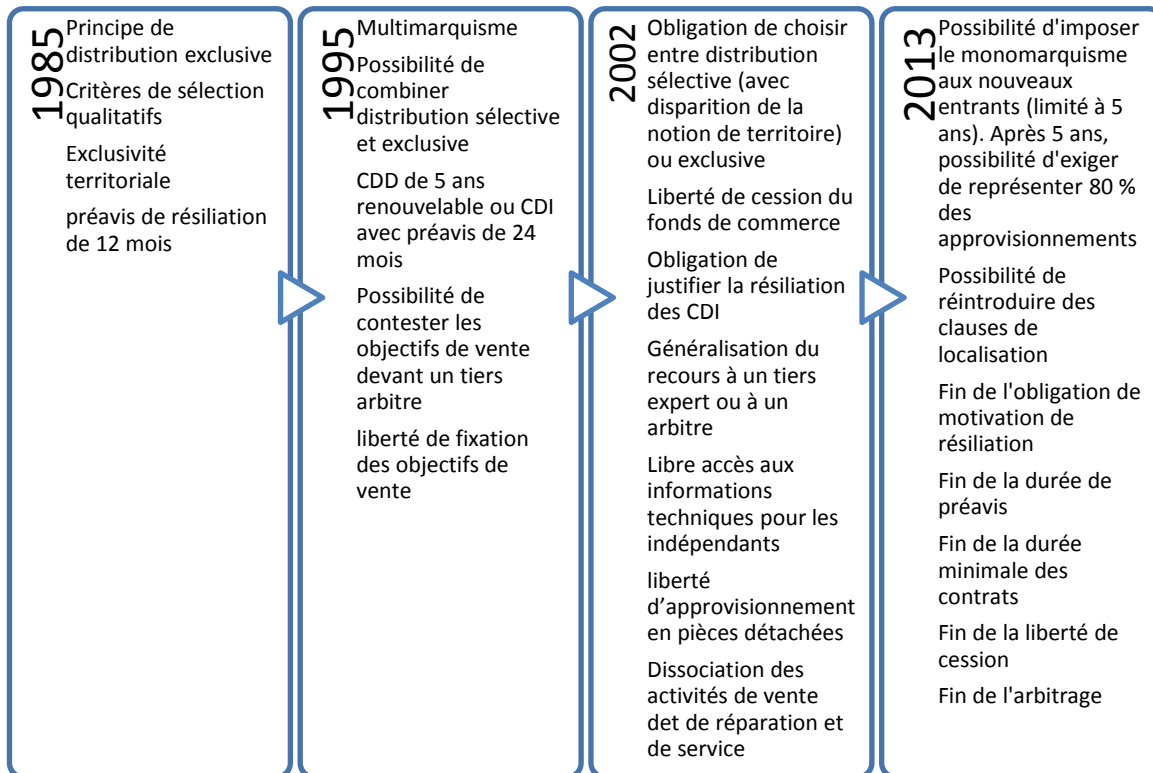 1985
Principe de
distribution exclusive
Critères de sélection
qualitatifs
Exclusivité
territoriale
préavis de résiliation
de 12 mois
1995
Multimarquisme
Possibilité de
combiner
distribution sélective
et exclusive
CDD de 5 ans
renouvelable ou CDI
avec préavis de 24
mois
Possibilité de
contester les
objectifs de vente
devant un tiers
arbitre
liberté de fixation
des objectifs de
vente
2002
Obligation de choisir
entre distribution
sélective (avec
disparition de la
notion de territoire)
ou exclusive
Liberté de cession du
fonds de commerce
Obligation de
justifier la résiliation
des CDI
Généralisation du
recours à un tiers
expert ou à un
arbitre
Libre accès aux
informations
techniques pour les
indépendants
liberté
d’approvisionnement
en pièces détachées
Dissociation des
activités de vente
det de réparation et
de service
2013
Possibilité d'imposer
le monomarquisme
aux nouveaux
entrants (limité à 5
ans). Après 5 ans,
possibilité d'exiger
de représenter 80 %
des
approvisionnements
Possibilité de
réintroduire des
clauses de
localisation
Fin de l'obligation de
motivation de
résiliation
Fin de la durée de
préavis
Fin de la durée
minimale des
contrats
Fin de la liberté de
cession
Fin de l'arbitrage